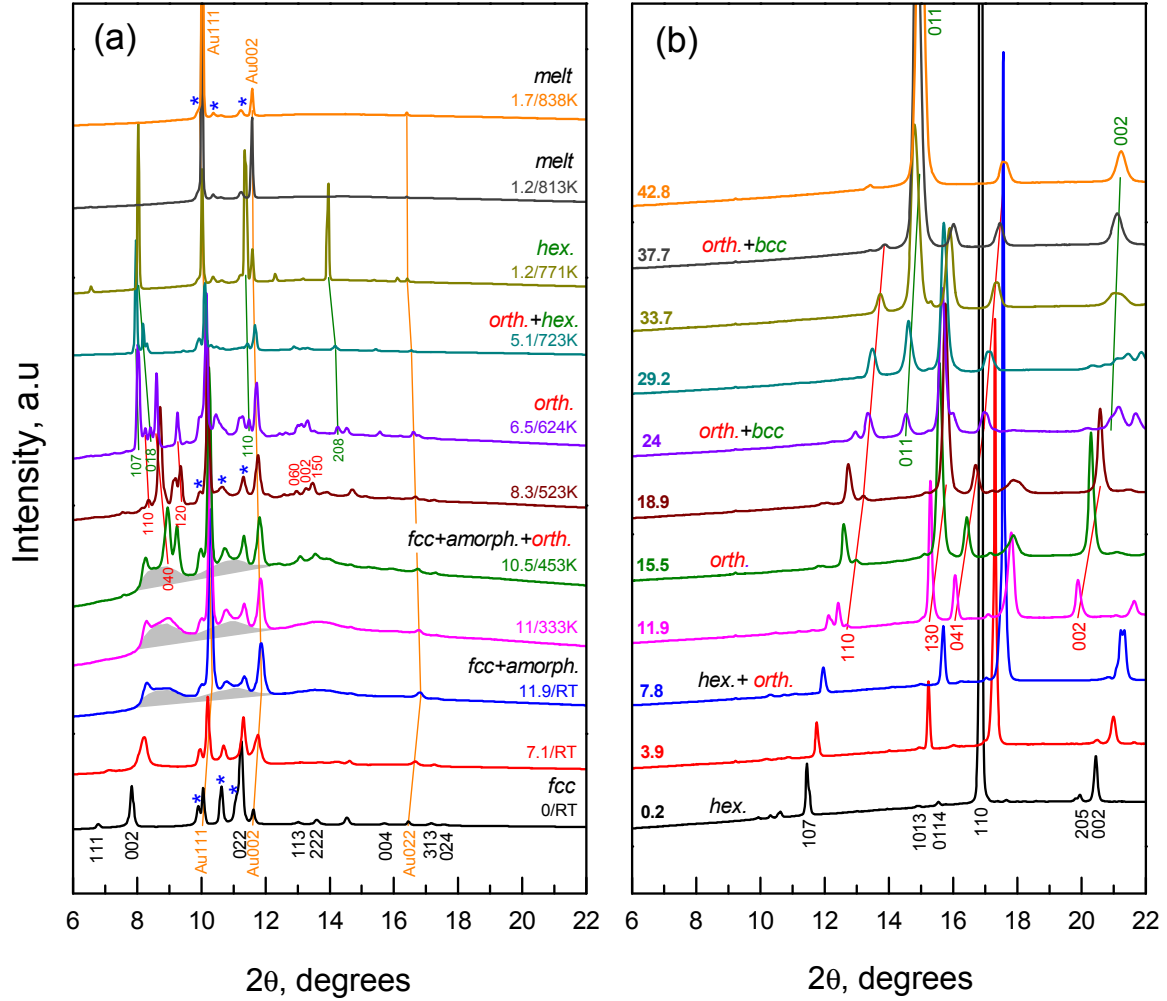 (a)
Au111
Au002
melt
1.7/838K
* * *
melt
1.2/813K
hex.
1.2/771K
orth.+hex.
5.1/723K
orth.
6.5/624K
107
018
110
208
060
002
150
* * *
8.3/523K
110
120
fcc+amorph.+orth.
10.5/453K
040
11/333K
fcc+amorph.
11.9/RT
7.1/RT
fcc
* * *
0/RT
111
002
Au111
022
Au002
113
222
004
Au022
313
024
6 8 10 12 14 16 18 20 22
2θ, degrees
Intensity, a.u
(b)
011
002
42.8
37.7
orth.+bcc
33.7
29.2
24
011
orth.+bcc
18.9
15.5
orth.
11.9
110
130
041
002
7.8
hex.+ orth.
3.9
0.2
hex.
107
1013
0114
110
205
002
6 8 10 12 14 16 18 20 22
2θ, degrees